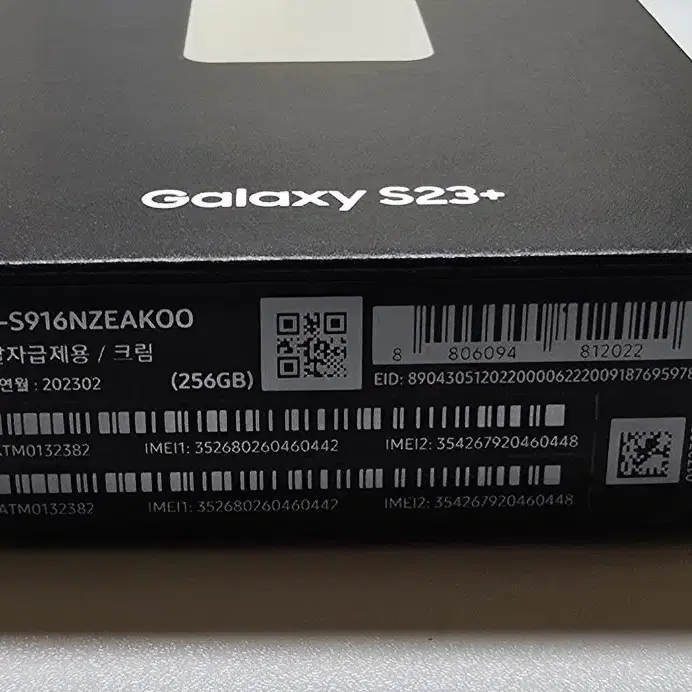 Galaxy S23+
-S916NZEAKOO
자급제용 / 크림
연월 : 202302
(256GB)
8 806094 812022
EID: 89043051202200006222009187695978
ATM0132382 IMEI1: 352680260460442 IMEI2: 354267920460448
ATM0132382 IMEI1: 352680260460442 IMEI2: 354267920460448